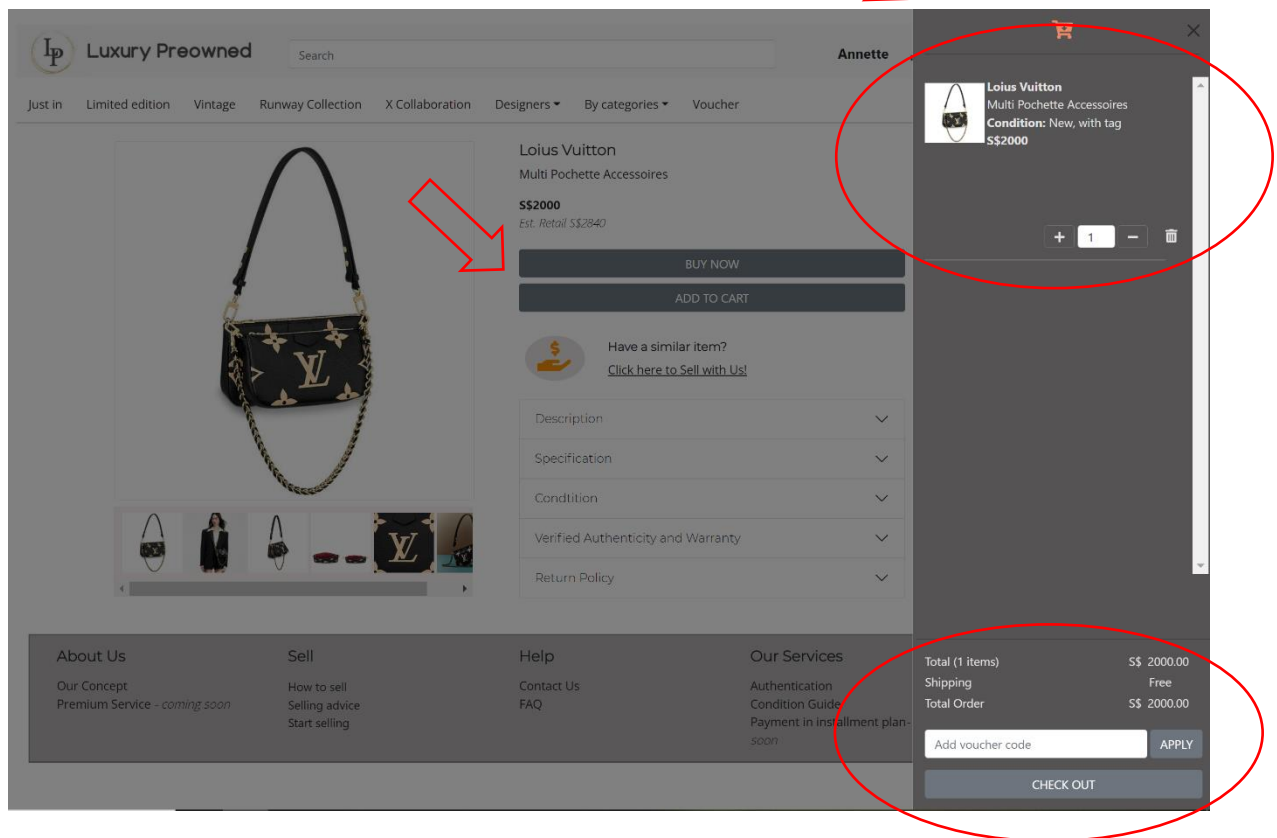 LP Luxury Preowned
Search
Annette
Just in Limited edition Vintage Runway Collection X Collaboration Designers By categories Voucher
Loius Vuitton
Multi Pochette Accessoires
S$2000
Est. Retail S$2840
BUY NOW
ADD TO CART
$
Have a similar item?
Click here to Sell with Us!
Description
Specification
Condtition
Verified Authenticity and Warranty
Return Policy
About Us
Our Concept
Premium Service - coming soon
Sell
How to sell
Selling advice
Start selling
Help
Contact Us
FAQ
Our Services
Authentication
Condition Guide
Payment in installment plan-
soon
Loius Vuitton
Multi Pochette Accessoires
Condition: New, with tag
S$2000
+ 1 −
Total (1 items) S$ 2000.00
Shipping Free
Total Order S$ 2000.00
Add voucher code APPLY
CHECK OUT